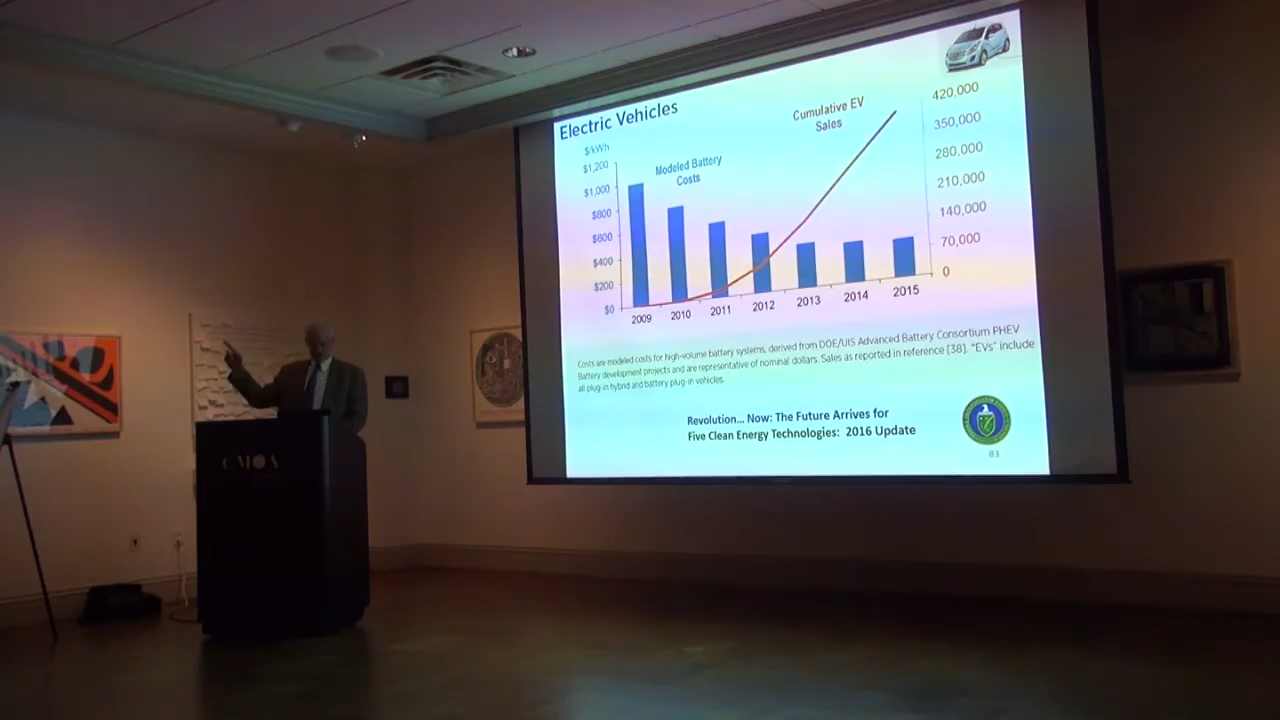 Electric Vehicles
$/kWh
$1,200
$1,000
$800
$600
$400
$200
$0
Modeled Battery
Costs
Cumulative EV
Sales
420,000
350,000
280,000
210,000
140,000
70,000
0
2009 2010 2011 2012 2013 2014 2015
Costs are modeled costs for high-volume battery systems, derived from DOE/UIS Advanced Battery Consortium PHEV
Battery development projects and are representative of nominal dollars. Sales as reported in reference [38]. "EVs" include
all plug-in hybrid and battery plug-in vehicles.
Revolution... Now: The Future Arrives for
Five Clean Energy Technologies: 2016 Update
83